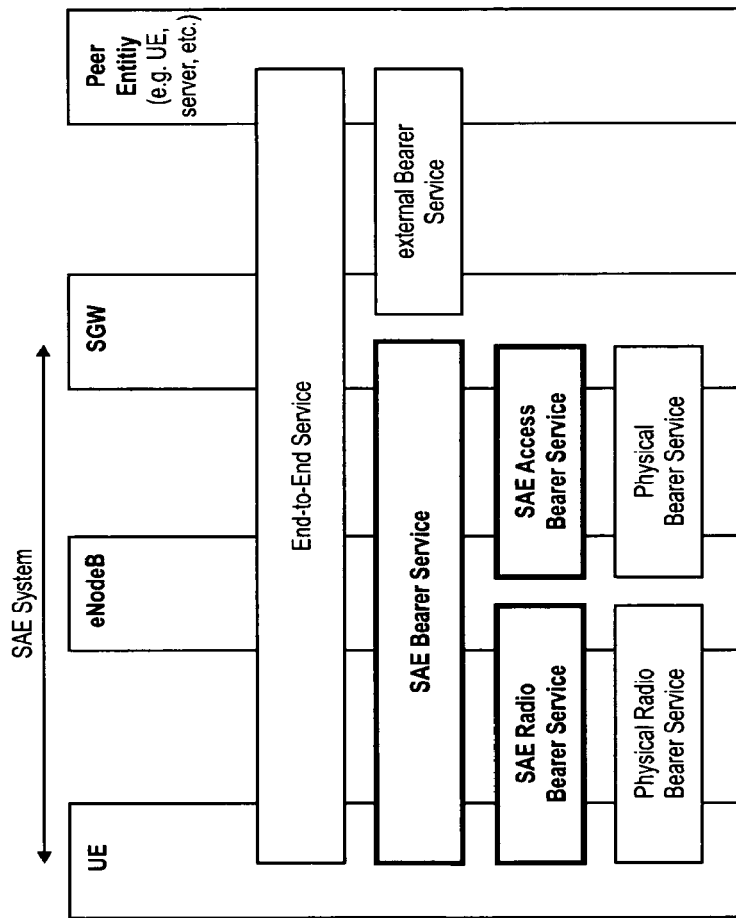 SAE System
UE
eNodeB
SGW
Peer
Entitiy
(e.g. UE,
server, etc.)
End-to-End Service
SAE Bearer Service
external Bearer
Service
SAE Radio
Bearer Service
SAE Access
Bearer Service
Physical Radio
Bearer Service
Physical
Bearer Service